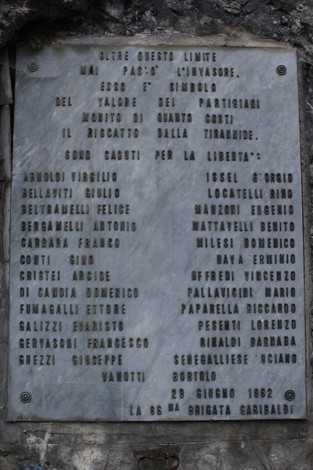 OLTRE QUESTO LIMITE
MAI PASSO' L'INVASORE.
ESSO E' SIMBOLO
DEL VALORE DEI PARTIGIANI
MONITO DI QUANTO COSTI
IL RISCATTO DALLA TIRANNIDE.
SONO CADUTI PER LA LIBERTA':
ARNOLDI VIRGILIO ISSEL GIORGIO
BELLAVITI GIULIO LOCATELLI RINO
BELTRAMELLI FELICE MANZONI EUGENIO
BERGAMELLI ANTONIO MATTAVELLI BENITO
CARRARA FRANCO MILESI DOMENICO
CONTI GINO NAVA ERMINIO
CRISTEI ARCIDE OFFREDI VINCENZO
DI CANDIA DOMENICO PALLAVICINI MARIO
FUMAGALLI ETTORE PAPARELLA RICCARDO
GALIZZI EVARISTO PESENTI LORENZO
GERVASONI FRANCESCO RINALDI BARNABA
GHEZZI GIUSEPPE SENEGALLIESE LUCIANO
VANOTTI BORTOLO
29 GIUGNO 1962
LA 86 MA BRIGATA GARIBALDI